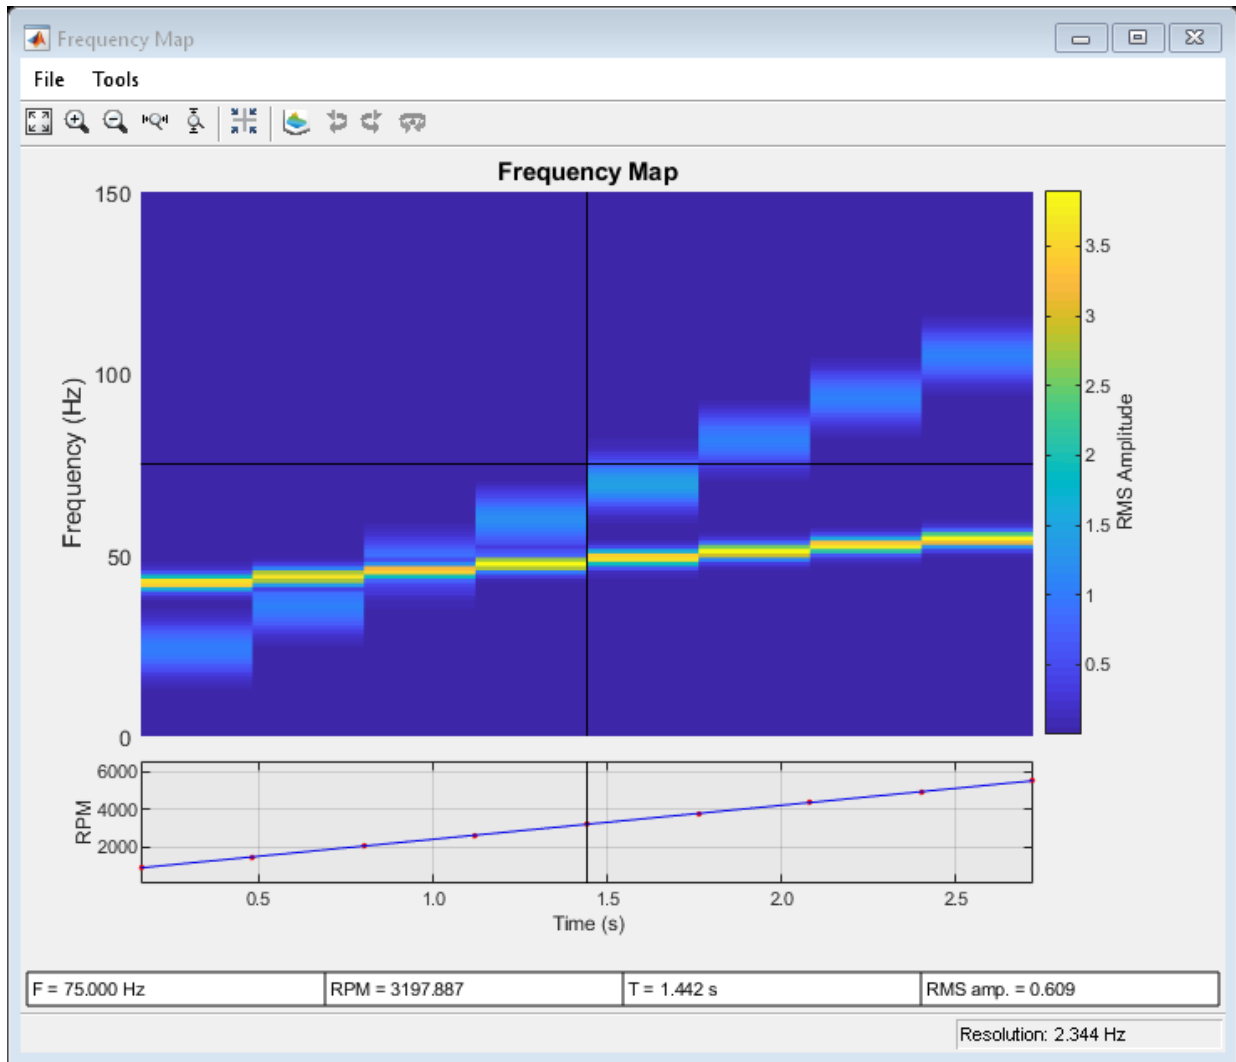 Frequency Map
File Tools
Frequency Map
150
100
50
0
Frequency (Hz)
3.5
3
2.5
2
1.5
1
0.5
RMS Amplitude
6000
4000
2000
RPM
0.5 1.0 1.5 2.0 2.5
Time (s)
F = 75.000 Hz RPM = 3197.887 T = 1.442 s RMS amp. = 0.609
Resolution: 2.344 Hz